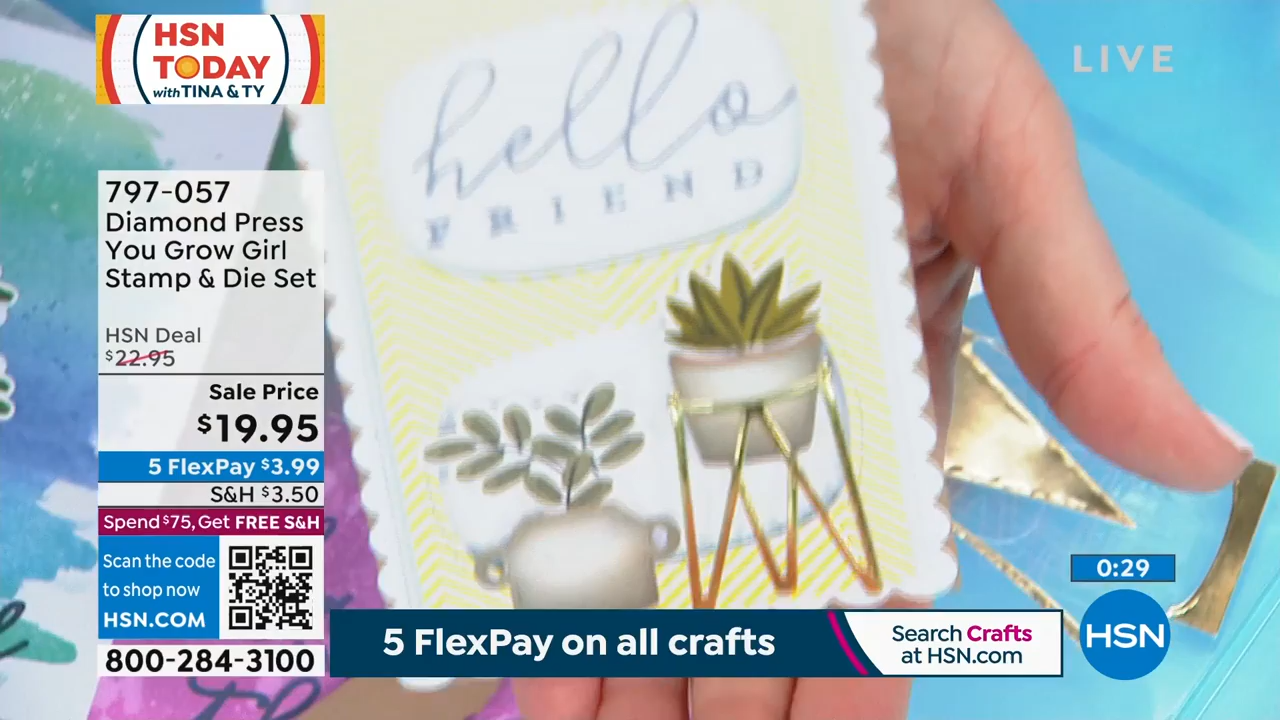 HSN
TODAY
with TINA & TY
LIVE
hello
FRIEND
797-057
Diamond Press
You Grow Girl
Stamp & Die Set
HSN Deal
$22.95
Sale Price
$19.95
5 FlexPay $3.99
S&H $3.50
Spend $75, Get FREE S&H
Scan the code
to shop now
HSN.COM
800-284-3100
5 FlexPay on all crafts
Search Crafts
at HSN.com
0:29
HSN